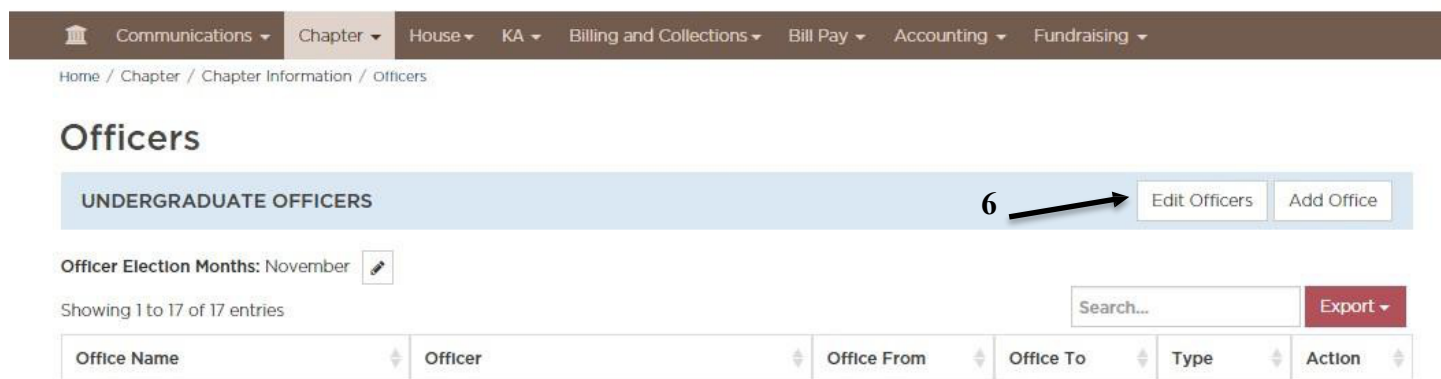 Communications Chapter House KA Billing and Collections Bill Pay Accounting Fundraising
Home / Chapter / Chapter Information / Officers
Officers
UNDERGRADUATE OFFICERS 6 Edit Officers Add Office
Officer Election Months: November
Showing 1 to 17 of 17 entries Search... Export
Office Name Officer Office From Office To Type Action